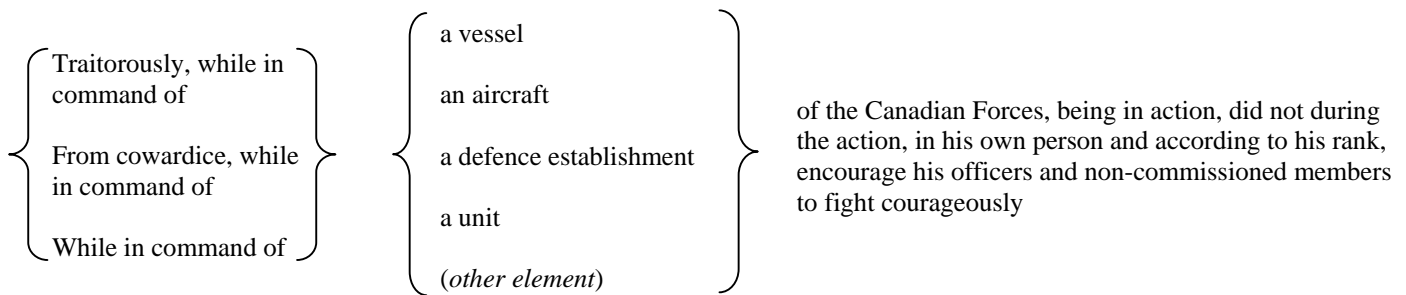 Traitorously, while in
command of
From cowardice, while
in command of
While in command of
a vessel
an aircraft
a defence establishment
a unit
(other element)
of the Canadian Forces, being in action, did not during
the action, in his own person and according to his rank,
encourage his officers and non-commissioned members
to fight courageously